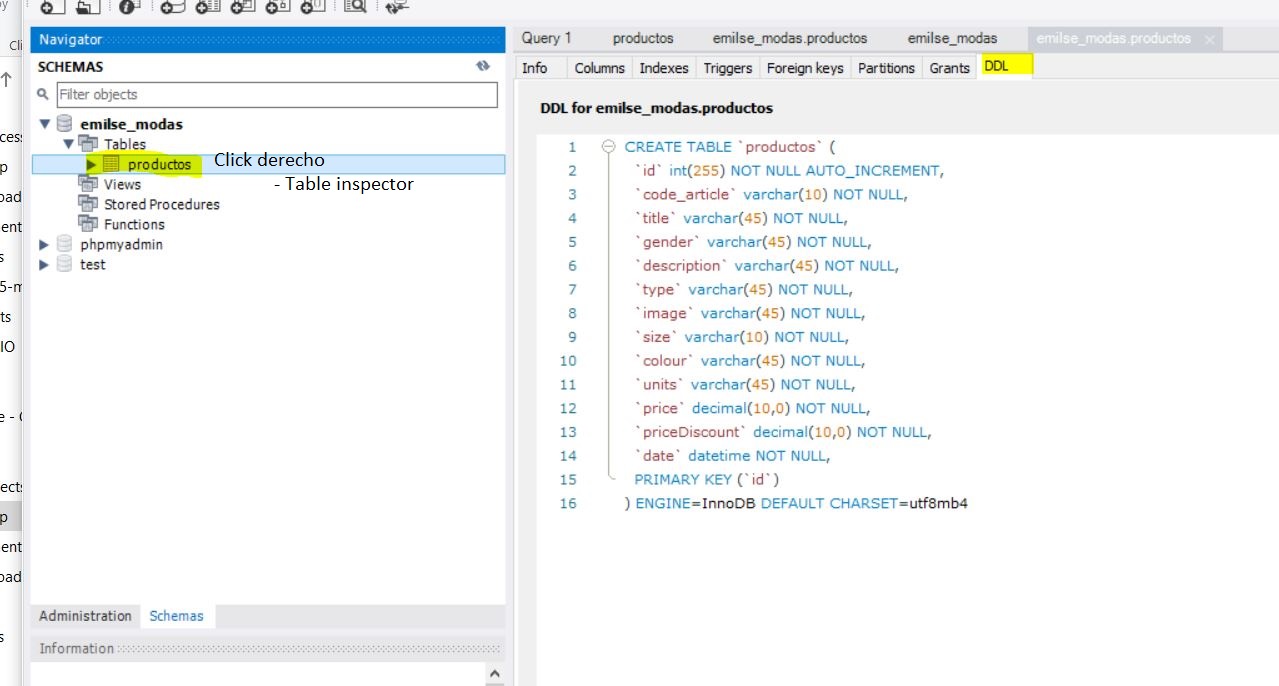 Navigator
SCHEMAS
Filter objects
emilse_modas
Tables
productos
Click derecho
- Table inspector
Views
Stored Procedures
Functions
phpmyadmin
test
Administration Schemas
Information
Query 1 productos emilse_modas.productos emilse_modas emilse_modas.productos
Info Columns Indexes Triggers Foreign keys Partitions Grants DDL
DDL for emilse_modas.productos
1 CREATE TABLE `productos` (
2 `id` int(255) NOT NULL AUTO_INCREMENT,
3 `code_article` varchar(10) NOT NULL,
4 `title` varchar(45) NOT NULL,
5 `gender` varchar(45) NOT NULL,
6 `description` varchar(45) NOT NULL,
7 `type` varchar(45) NOT NULL,
8 `image` varchar(45) NOT NULL,
9 `size` varchar(10) NOT NULL,
10 `colour` varchar(45) NOT NULL,
11 `units` varchar(45) NOT NULL,
12 `price` decimal(10,0) NOT NULL,
13 `priceDiscount` decimal(10,0) NOT NULL,
14 `date` datetime NOT NULL,
15 PRIMARY KEY (`id`)
16 ) ENGINE=InnoDB DEFAULT CHARSET=utf8mb4